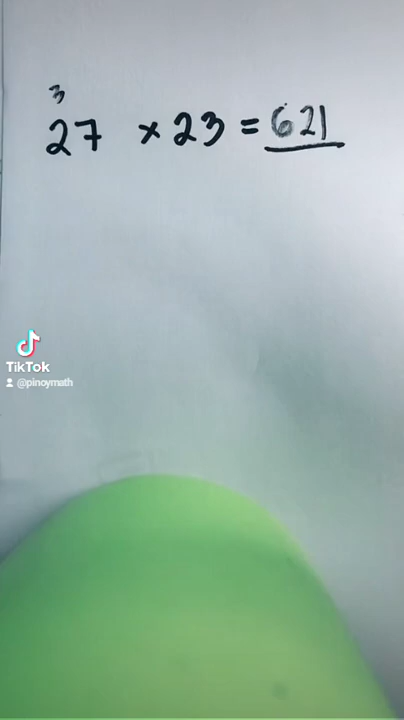 3
27 × 23 = 621
TikTok
@pinoymath